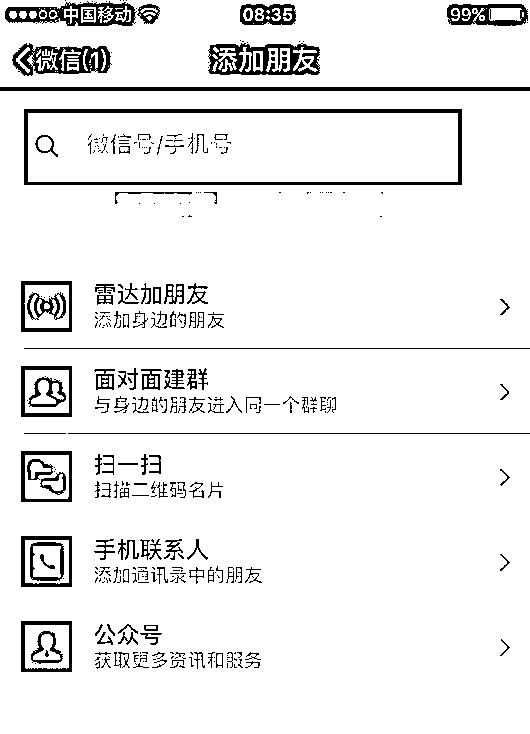 中国移动 08:35 99%
微信(1) 添加朋友
微信号/手机号
雷达加朋友
添加身边的朋友
面对面建群
与身边的朋友进入同一个群聊
扫一扫
扫描二维码名片
手机联系人
添加通讯录中的朋友
公众号
获取更多资讯和服务